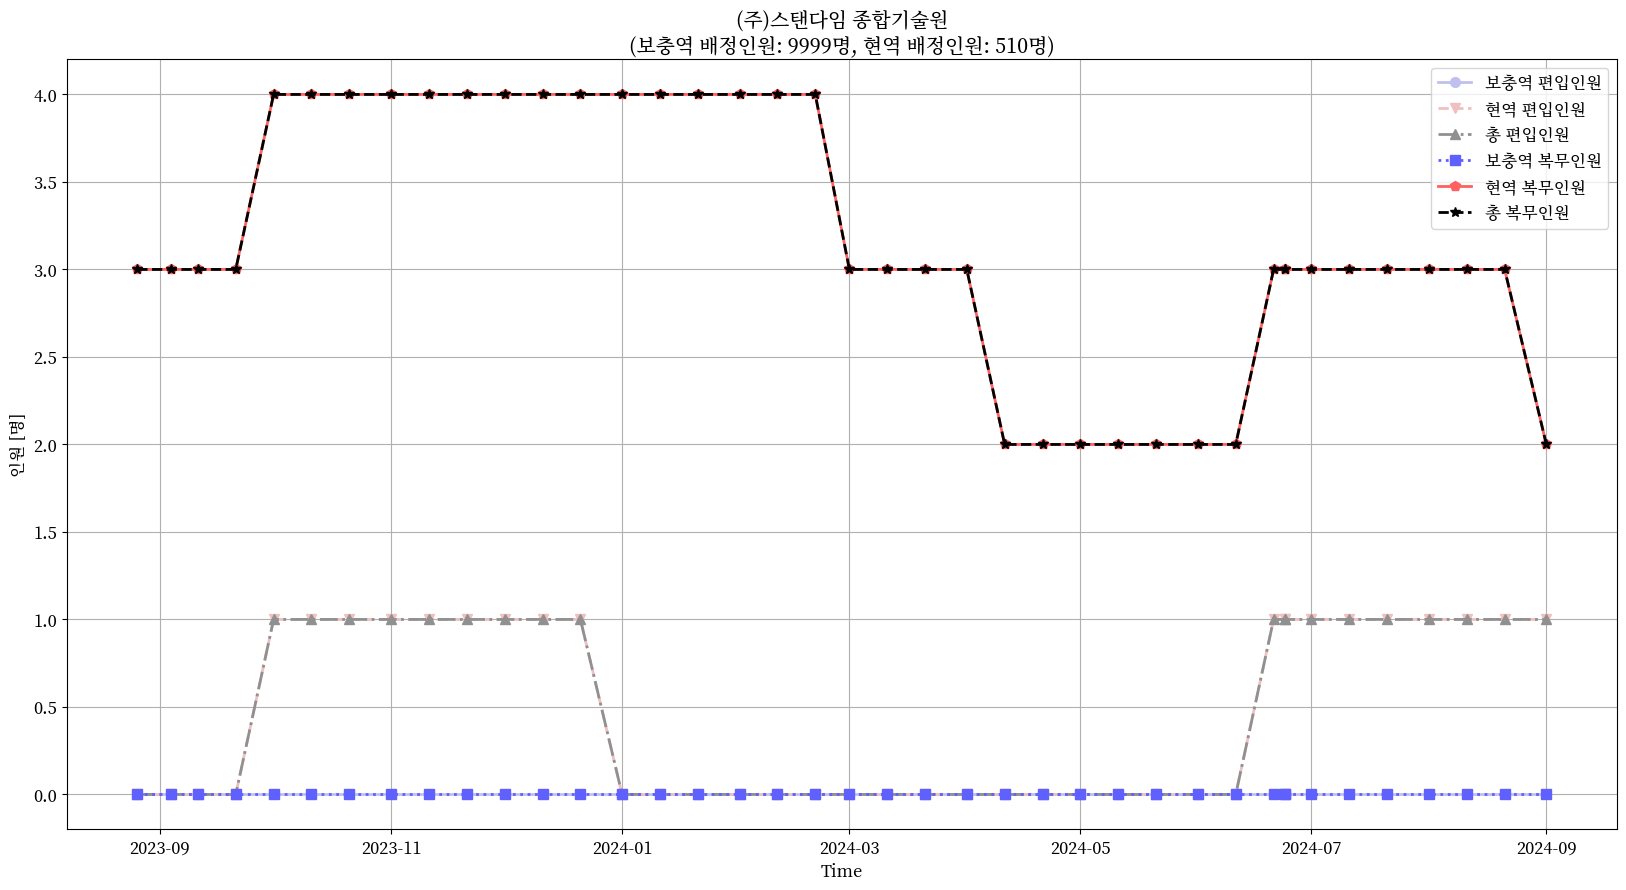 (주)스탠다임 종합기술원
(보충역 배정인원: 9999명, 현역 배정인원: 510명)
보충역 편입인원
현역 편입인원
총 편입인원
보충역 복무인원
현역 복무인원
총 복무인원
4.0
3.5
3.0
2.5
2.0
1.5
1.0
0.5
0.0
인원 [명]
2023-09
2023-11
2024-01
2024-03
2024-05
2024-07
2024-09
Time